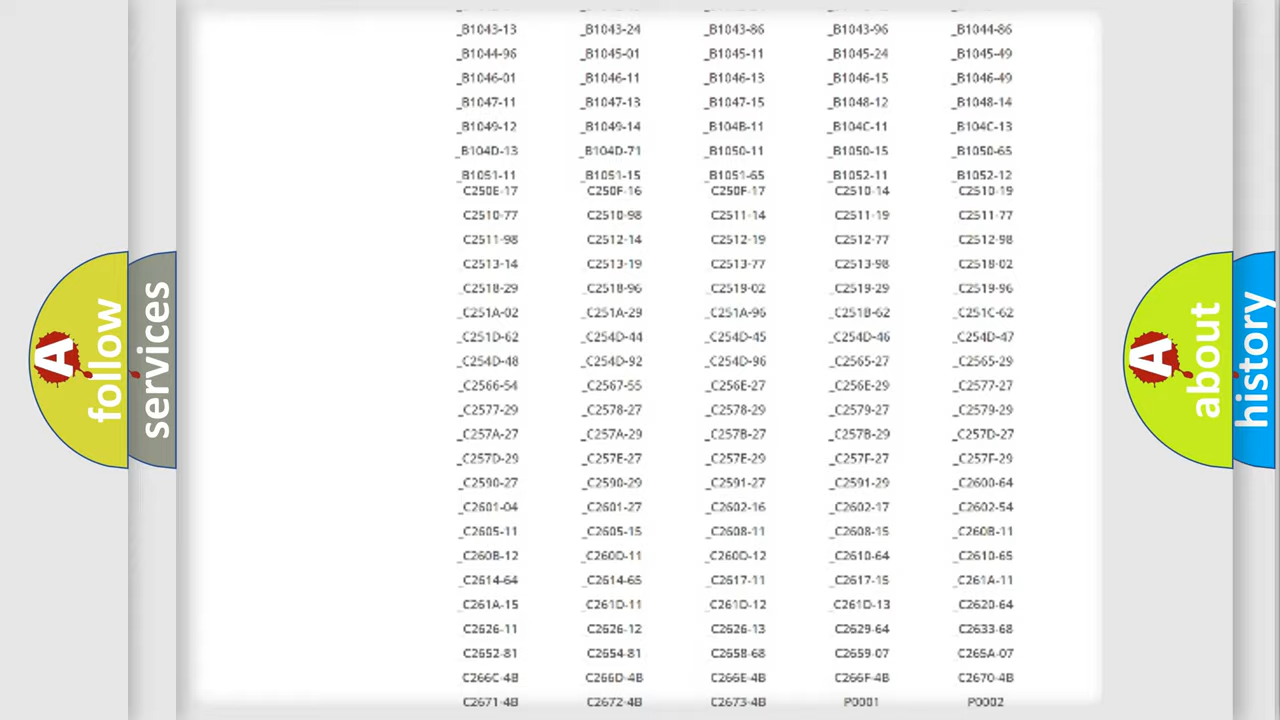 _B1043-13 _B1043-24 _B1043-86 _B1043-96 _B1044-86
_B1044-96 _B1045-01 _B1045-11 _B1045-24 _B1045-49
_B1046-01 _B1046-11 _B1046-13 _B1046-15 _B1046-49
_B1047-11 _B1047-13 _B1047-15 _B1048-12 _B1048-14
_B1049-12 _B1049-14 _B104B-11 _B104C-11 _B104C-13
_B104D-13 _B104D-71 _B1050-11 _B1050-15 _B1050-65
_B1051-11 _B1051-15 _B1051-65 _B1052-11 _B1052-12
C250E-17 C250F-16 C250F-17 C2510-14 C2510-19
C2510-77 C2510-98 C2511-14 C2511-19 C2511-77
C2511-98 C2512-14 C2512-19 C2512-77 C2512-98
C2513-14 C2513-19 C2513-77 C2513-98 C2518-02
_C2518-29 _C2518-96 _C2519-02 _C2519-29 _C2519-96
_C251A-02 _C251A-29 _C251A-96 _C251B-62 _C251C-62
_C251D-62 _C254D-44 _C254D-45 _C254D-46 _C254D-47
_C254D-48 _C254D-92 _C254D-96 _C2565-27 _C2565-29
_C2566-54 _C2567-55 _C256E-27 _C256E-29 _C2577-27
_C2577-29 _C2578-27 _C2578-29 _C2579-27 _C2579-29
_C257A-27 _C257A-29 _C257B-27 _C257B-29 _C257D-27
_C257D-29 _C257E-27 _C257E-29 _C257F-27 _C257F-29
_C2590-27 _C2590-29 _C2591-27 _C2591-29 _C2600-64
_C2601-04 _C2601-27 _C2602-16 _C2602-17 _C2602-54
_C2605-11 _C2605-15 _C2608-11 _C2608-15 _C260B-11
_C260B-12 _C260D-11 _C260D-12 _C2610-64 _C2610-65
_C2614-64 _C2614-65 _C2617-11 _C2617-15 _C261A-11
_C261A-15 _C261D-11 _C261D-12 _C261D-13 _C2620-64
C2626-11 C2626-12 C2626-13 C2629-64 C2633-68
C2652-81 C2654-81 C2658-68 C2659-07 C265A-07
C266C-4B C266D-4B C266E-4B C266F-4B C2670-4B
C2671-4B C2672-4B C2673-4B P0001 P0002
A follow
services
A about
history